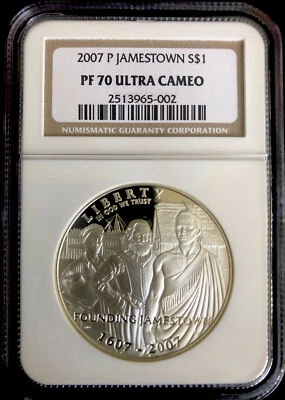 2007 P JAMESTOWN S$1
PF 70 ULTRA CAMEO
2513965-002
NUMISMATIC GUARANTY CORPORATION
LIBERTY
IN GOD WE TRUST
FOUNDING JAMESTOWN
1607 - 2007